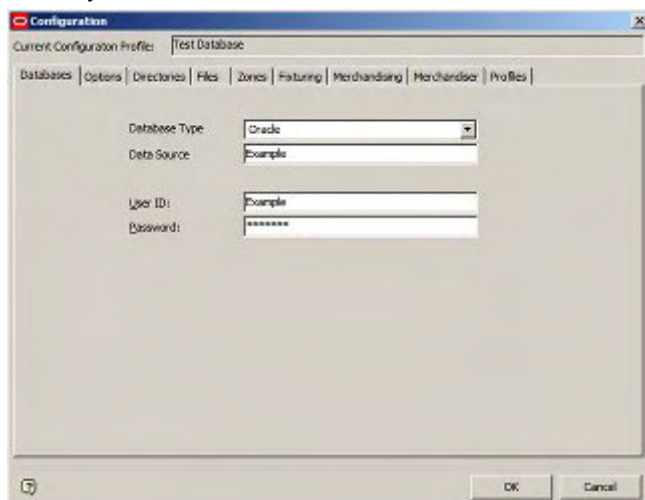 Configuration
Current Configuraton Profile: Test Database
Databases Options Directories Files Zones Fixturing Merchandising Merchandiser Profiles
Database Type Oracle
Data Source Example
User ID: Example
Password: *******
OK Cancel